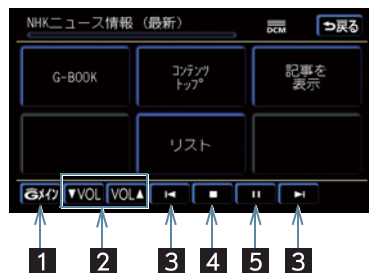 NHKニュース情報 (最新)
DCM
戻る
G-BOOK
コンテンツ
トップ
記事を
表示
リスト
Gメイン ▼VOL VOL▲
1 2 3 4 5 3